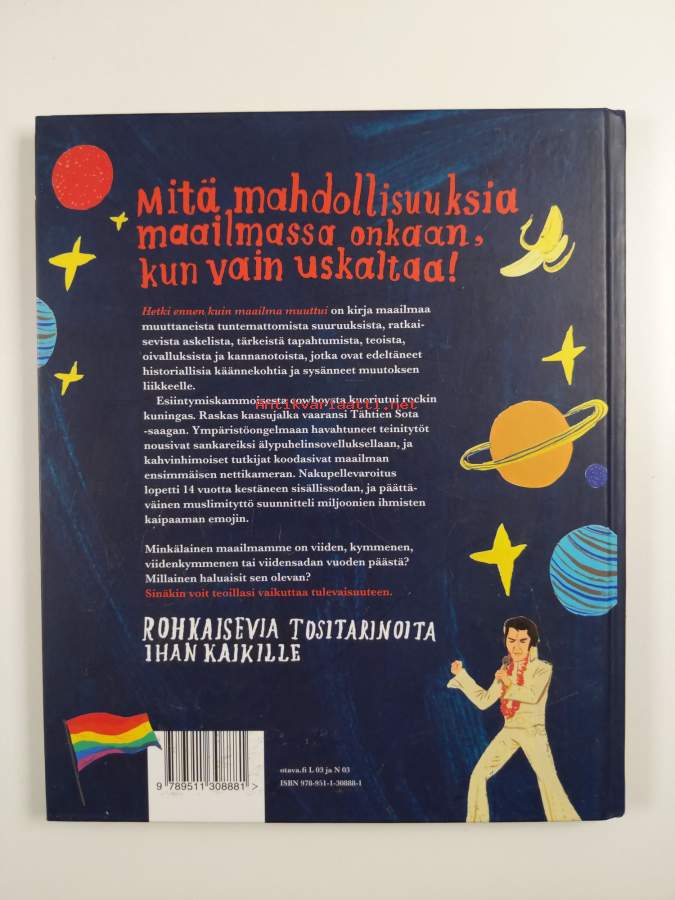 Mitä mahdollisuuksia
maailmassa onkaan,
kun vain uskaltaa!
Hetki ennen kuin maailma muuttui on kirja maailmaa
muuttaneista tuntemattomista suuruuksista, ratkai-
sevista askelista, tärkeistä tapahtumista, teoista,
oivalluksista ja kannanotoista, jotka ovat edeltäneet
historiallisia käännekohtia ja sysänneet muutoksen
liikkeelle.
Esiintymiskammoisesta cowboysta kuoriutui rockin
antikvariaatti.net
kuningas. Raskas kaasujalka vaaransi Tähtien Sota
-saagan. Ympäristöongelmaan havahtuneet teinitytöt
nousivat sankareiksi älypuhelinsovelluksellaan, ja
kahvinhimoiset tutkijat koodasivat maailman
ensimmäisen nettikameran. Nakupellevaroitus
lopetti 14 vuotta kestäneen sisällissodan, ja päättä-
väinen muslimityttö suunnitteli miljoonien ihmisten
kaipaaman emojin.
Minkälainen maailmamme on viiden, kymmenen,
viidenkymmenen tai viidensadan vuoden päästä?
Millainen haluaisit sen olevan?
Sinäkin voit teoillasi vaikuttaa tulevaisuuteen.
ROHKAISEVIA TOSITARINOITA
IHAN KAIKILLE
9 789511 308881 >
otava.fi L 03 ja N 03
ISBN 978-951-1-30888-1